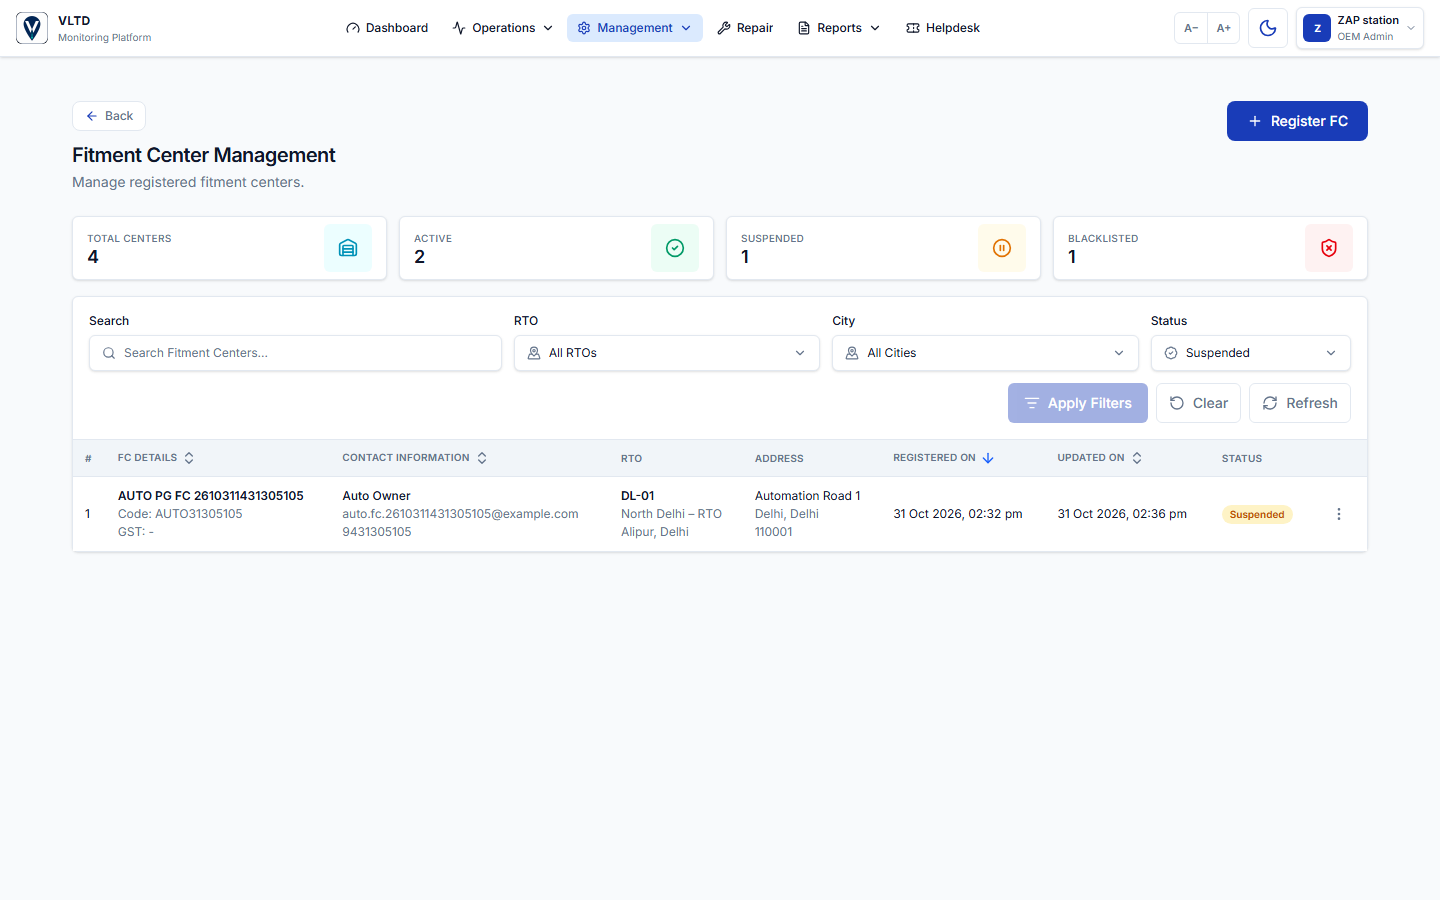 VLTD
Monitoring Platform
Dashboard
Operations
Management
Repair
Reports
Helpdesk
A−
A+
Z
ZAP station
OEM Admin
Back
Register FC
Fitment Center Management
Manage registered fitment centers.
TOTAL CENTERS
4
ACTIVE
2
SUSPENDED
1
BLACKLISTED
1
Search
Search Fitment Centers...
RTO
All RTOs
City
All Cities
Status
Suspended
Apply Filters
Clear
Refresh
# FC DETAILS CONTACT INFORMATION RTO ADDRESS REGISTERED ON UPDATED ON STATUS
1
AUTO PG FC 2610311431305105
Code: AUTO31305105
GST: -
Auto Owner
auto.fc.2610311431305105@example.com
9431305105
DL-01
North Delhi – RTO
Alipur, Delhi
Automation Road 1
Delhi, Delhi
110001
31 Oct 2026, 02:32 pm
31 Oct 2026, 02:36 pm
Suspended